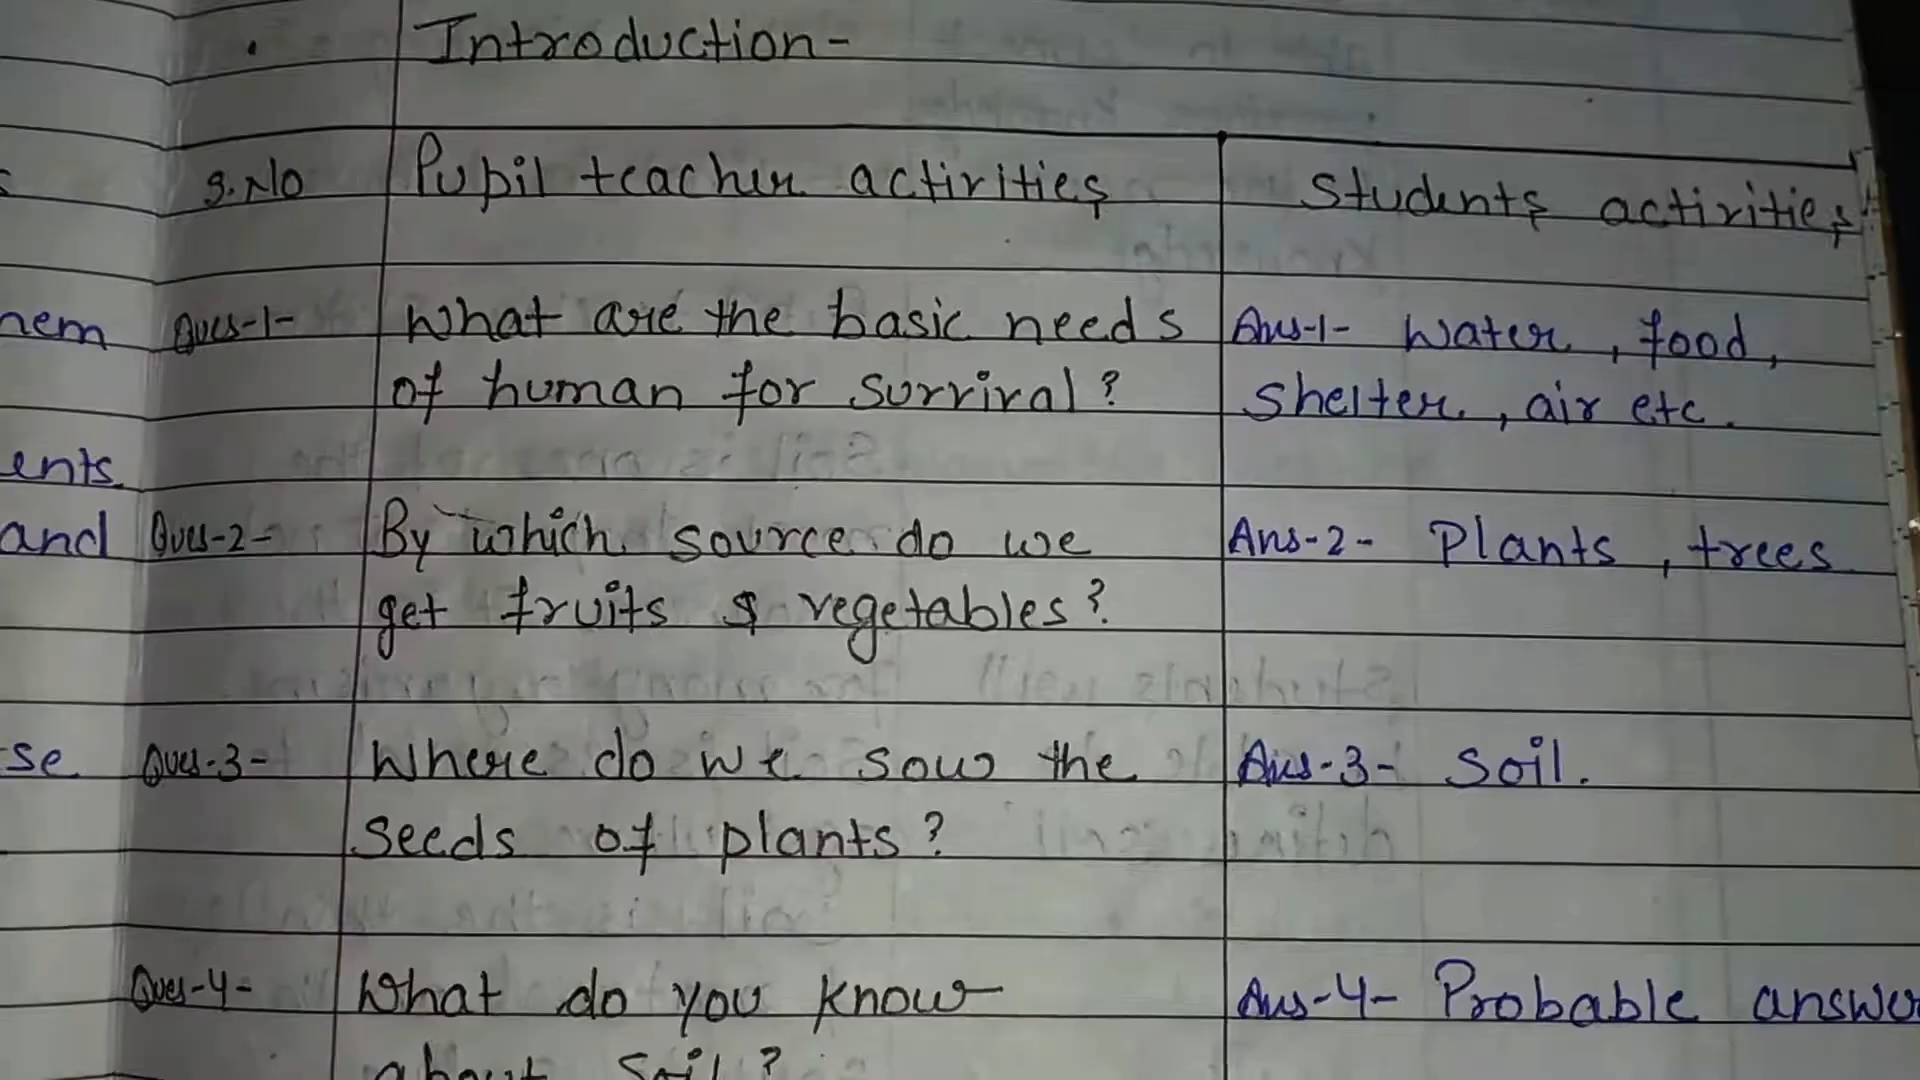 Introduction-
S.No Pupil teacher activities Students activities
nem Ques-1- What are the basic needs Ans-1- Water, food,
of human for survival? shelter, air etc.
ents
and Ques-2- By which source do we Ans-2- Plants, trees
get fruits & vegetables?
se Ques-3- Where do we sow the Ans-3- Soil.
seeds of plants?
Ques-4- What do you know Ans-4- Probable answe
about soil?